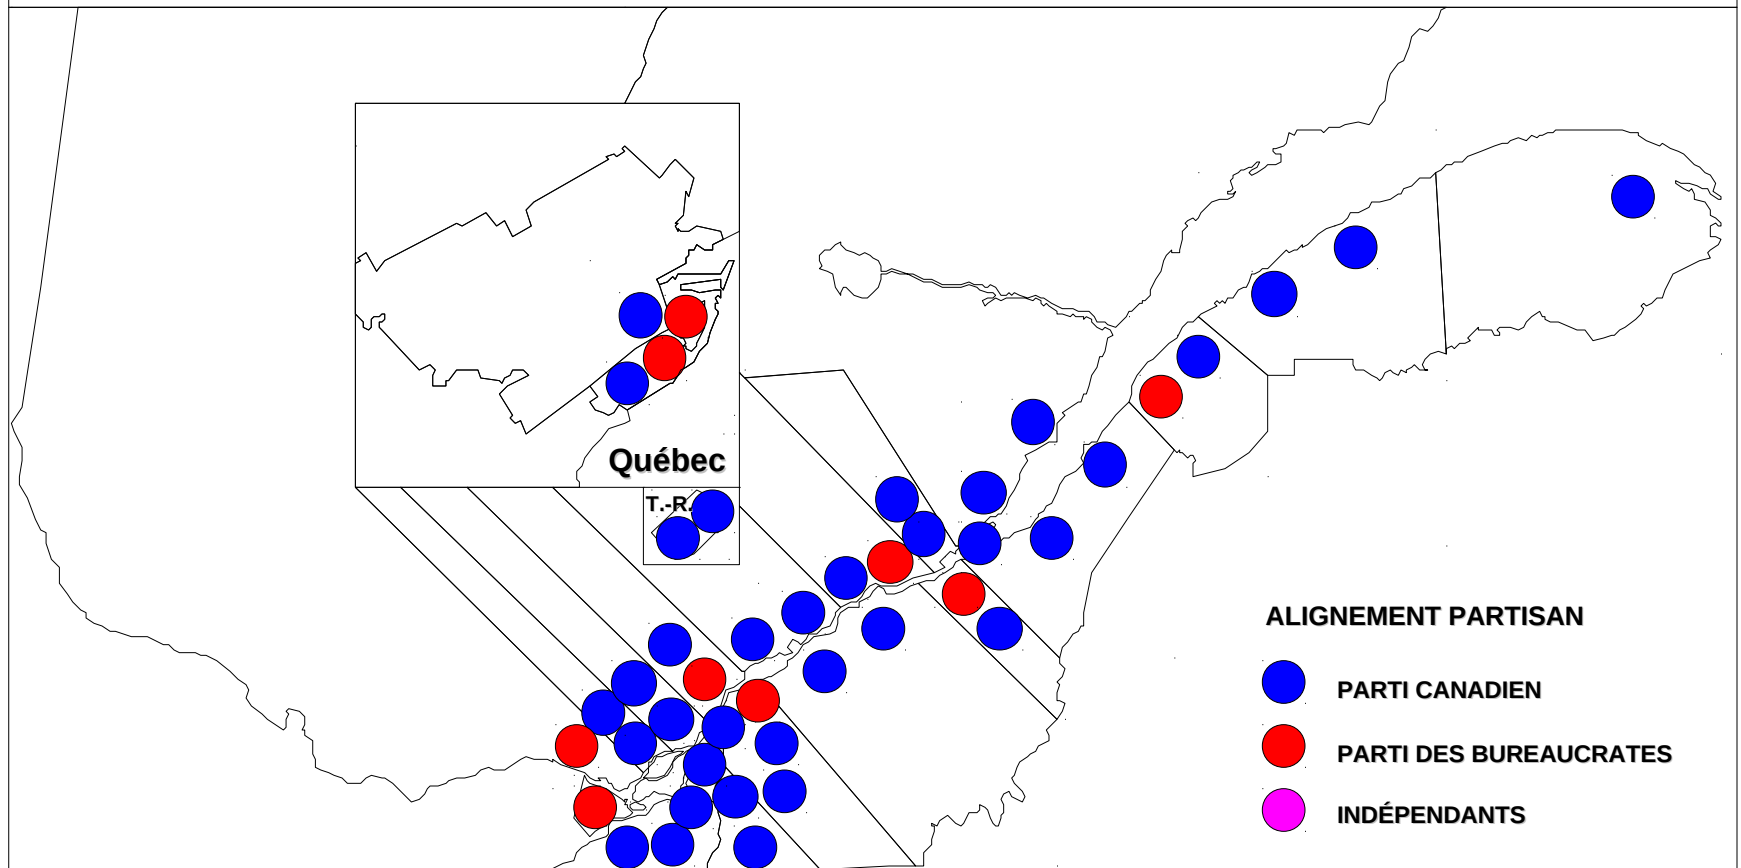 Québec
T.-R.
ALIGNEMENT PARTISAN
PARTI CANADIEN
PARTI DES BUREAUCRATES
INDÉPENDANTS